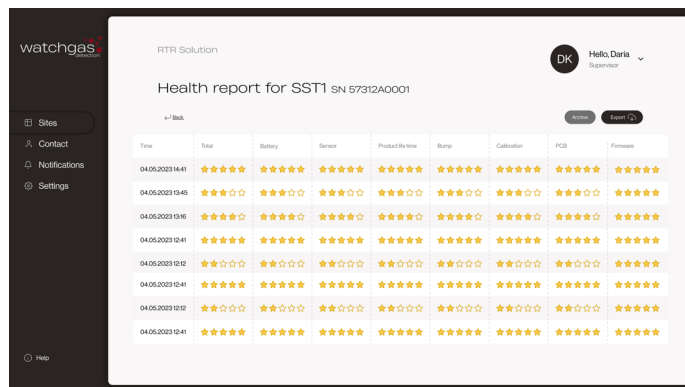 watchgas
detection
RTR Solution
DK
Hello, Daria
Supervisor
Health report for SST1 SN 57312A0001
Back
Archive
Export
Sites
Contact
Notifications
Settings
Time Total Battery Sensor Product life time Bump Calibration PCB Firmware
04.05.2023 14:41
04.05.2023 13:45
04.05.2023 13:16
04.05.2023 12:41
04.05.2023 12:12
04.05.2023 12:41
04.05.2023 12:12
04.05.2023 12:41
Help